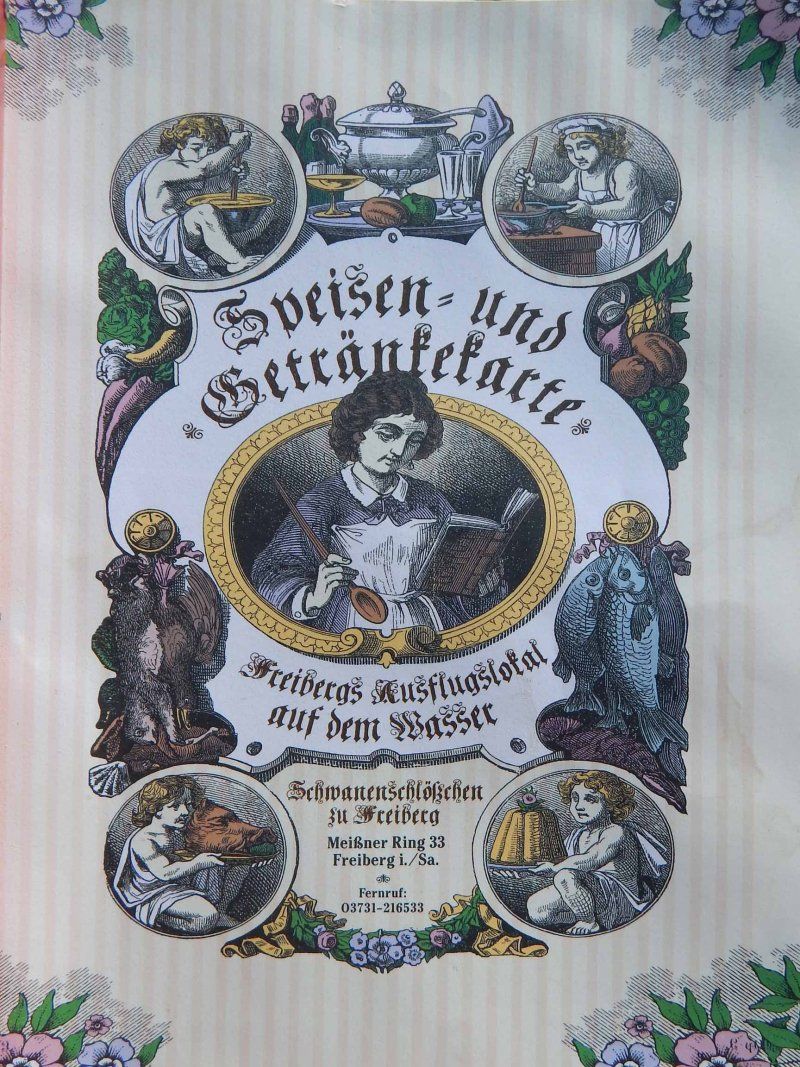 Speisen- und
Getränkekarte
Freibergs Ausflugslokal
auf dem Wasser
Schwanenschlößchen
zu Freiberg
Meißner Ring 33
Freiberg i./Sa.
Fernruf:
03731-216533